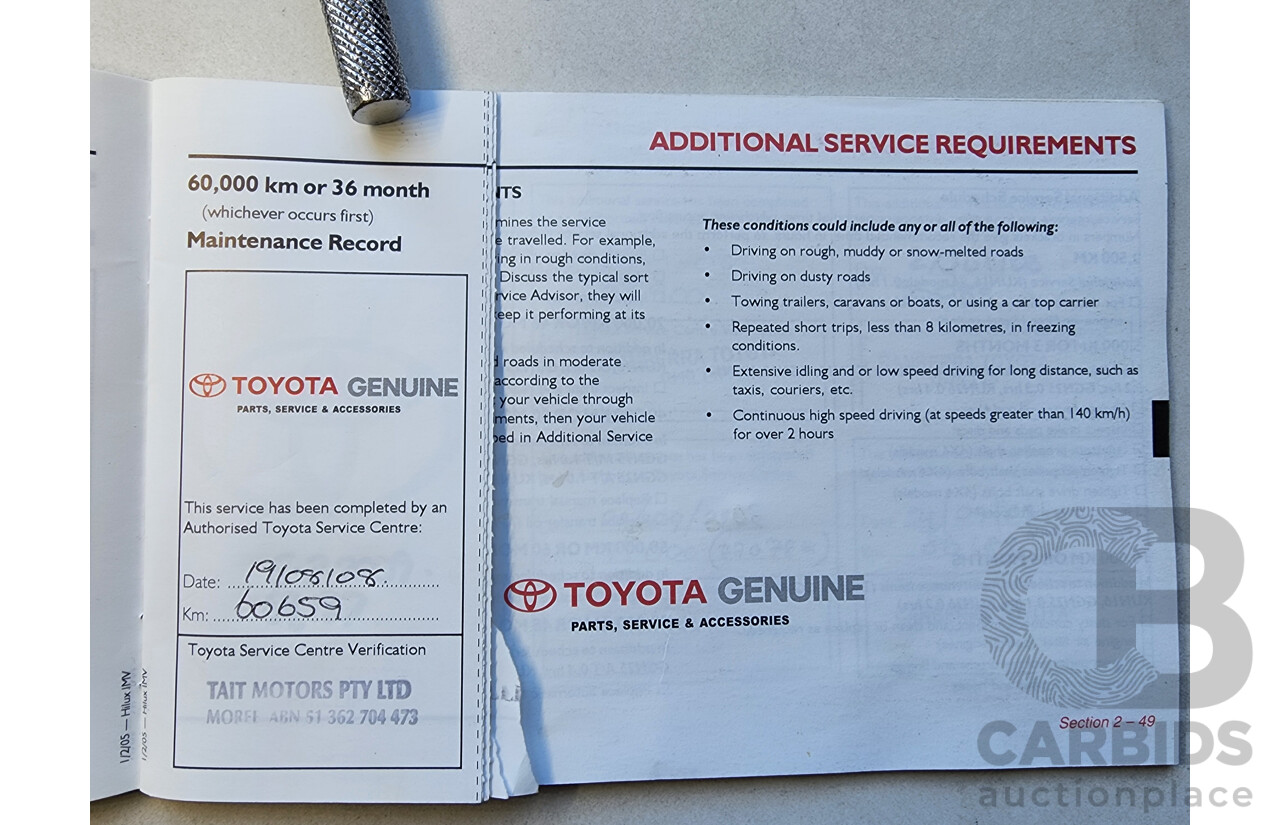 60,000 km or 36 month
(whichever occurs first)
Maintenance Record
TOYOTA GENUINE
PARTS, SERVICE & ACCESSORIES
This service has been completed by an
Authorised Toyota Service Centre:
Date: 19/08/08
Km: 60659
Toyota Service Centre Verification
TAIT MOTORS PTY LTD
ABN 51 362 704 473
1/2/05 — Hilux IMV
1/2/05 — Hilux IMV
ADDITIONAL SERVICE REQUIREMENTS
NTS
mines the service
e travelled. For example,
ng in rough conditions,
Discuss the typical sort
rvice Advisor, they will
eep it performing at its
roads in moderate
according to the
your vehicle through
ments, then your vehicle
ed in Additional Service
These conditions could include any or all of the following:
• Driving on rough, muddy or snow-melted roads
• Driving on dusty roads
• Towing trailers, caravans or boats, or using a car top carrier
• Repeated short trips, less than 8 kilometres, in freezing
conditions.
• Extensive idling and or low speed driving for long distance, such as
taxis, couriers, etc.
• Continuous high speed driving (at speeds greater than 140 km/h)
for over 2 hours
TOYOTA GENUINE
PARTS, SERVICE & ACCESSORIES
Section 2 – 49
CB
CARBIDS
auctionplace